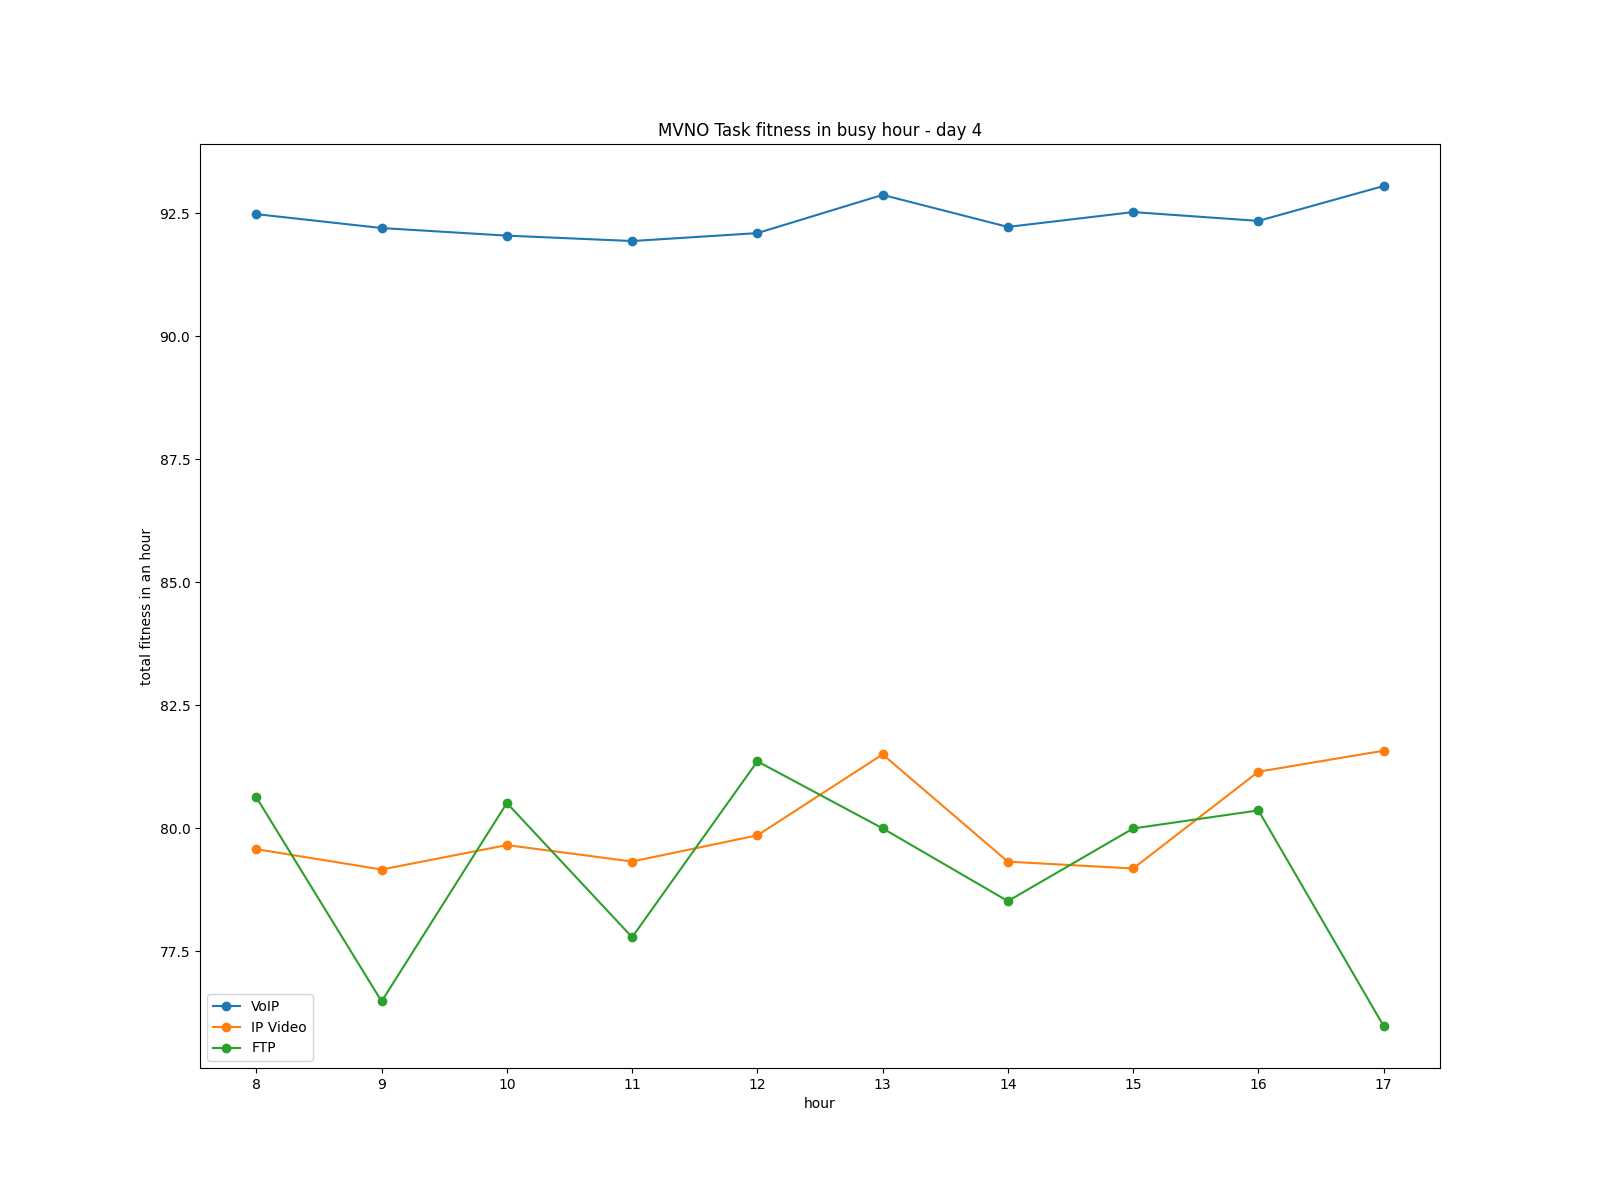 MVNO Task fitness in busy hour - day 4
total fitness in an hour
92.5
90.0
87.5
85.0
82.5
80.0
77.5
VoIP
IP Video
FTP
8 9 10 11 12 13 14 15 16 17
hour